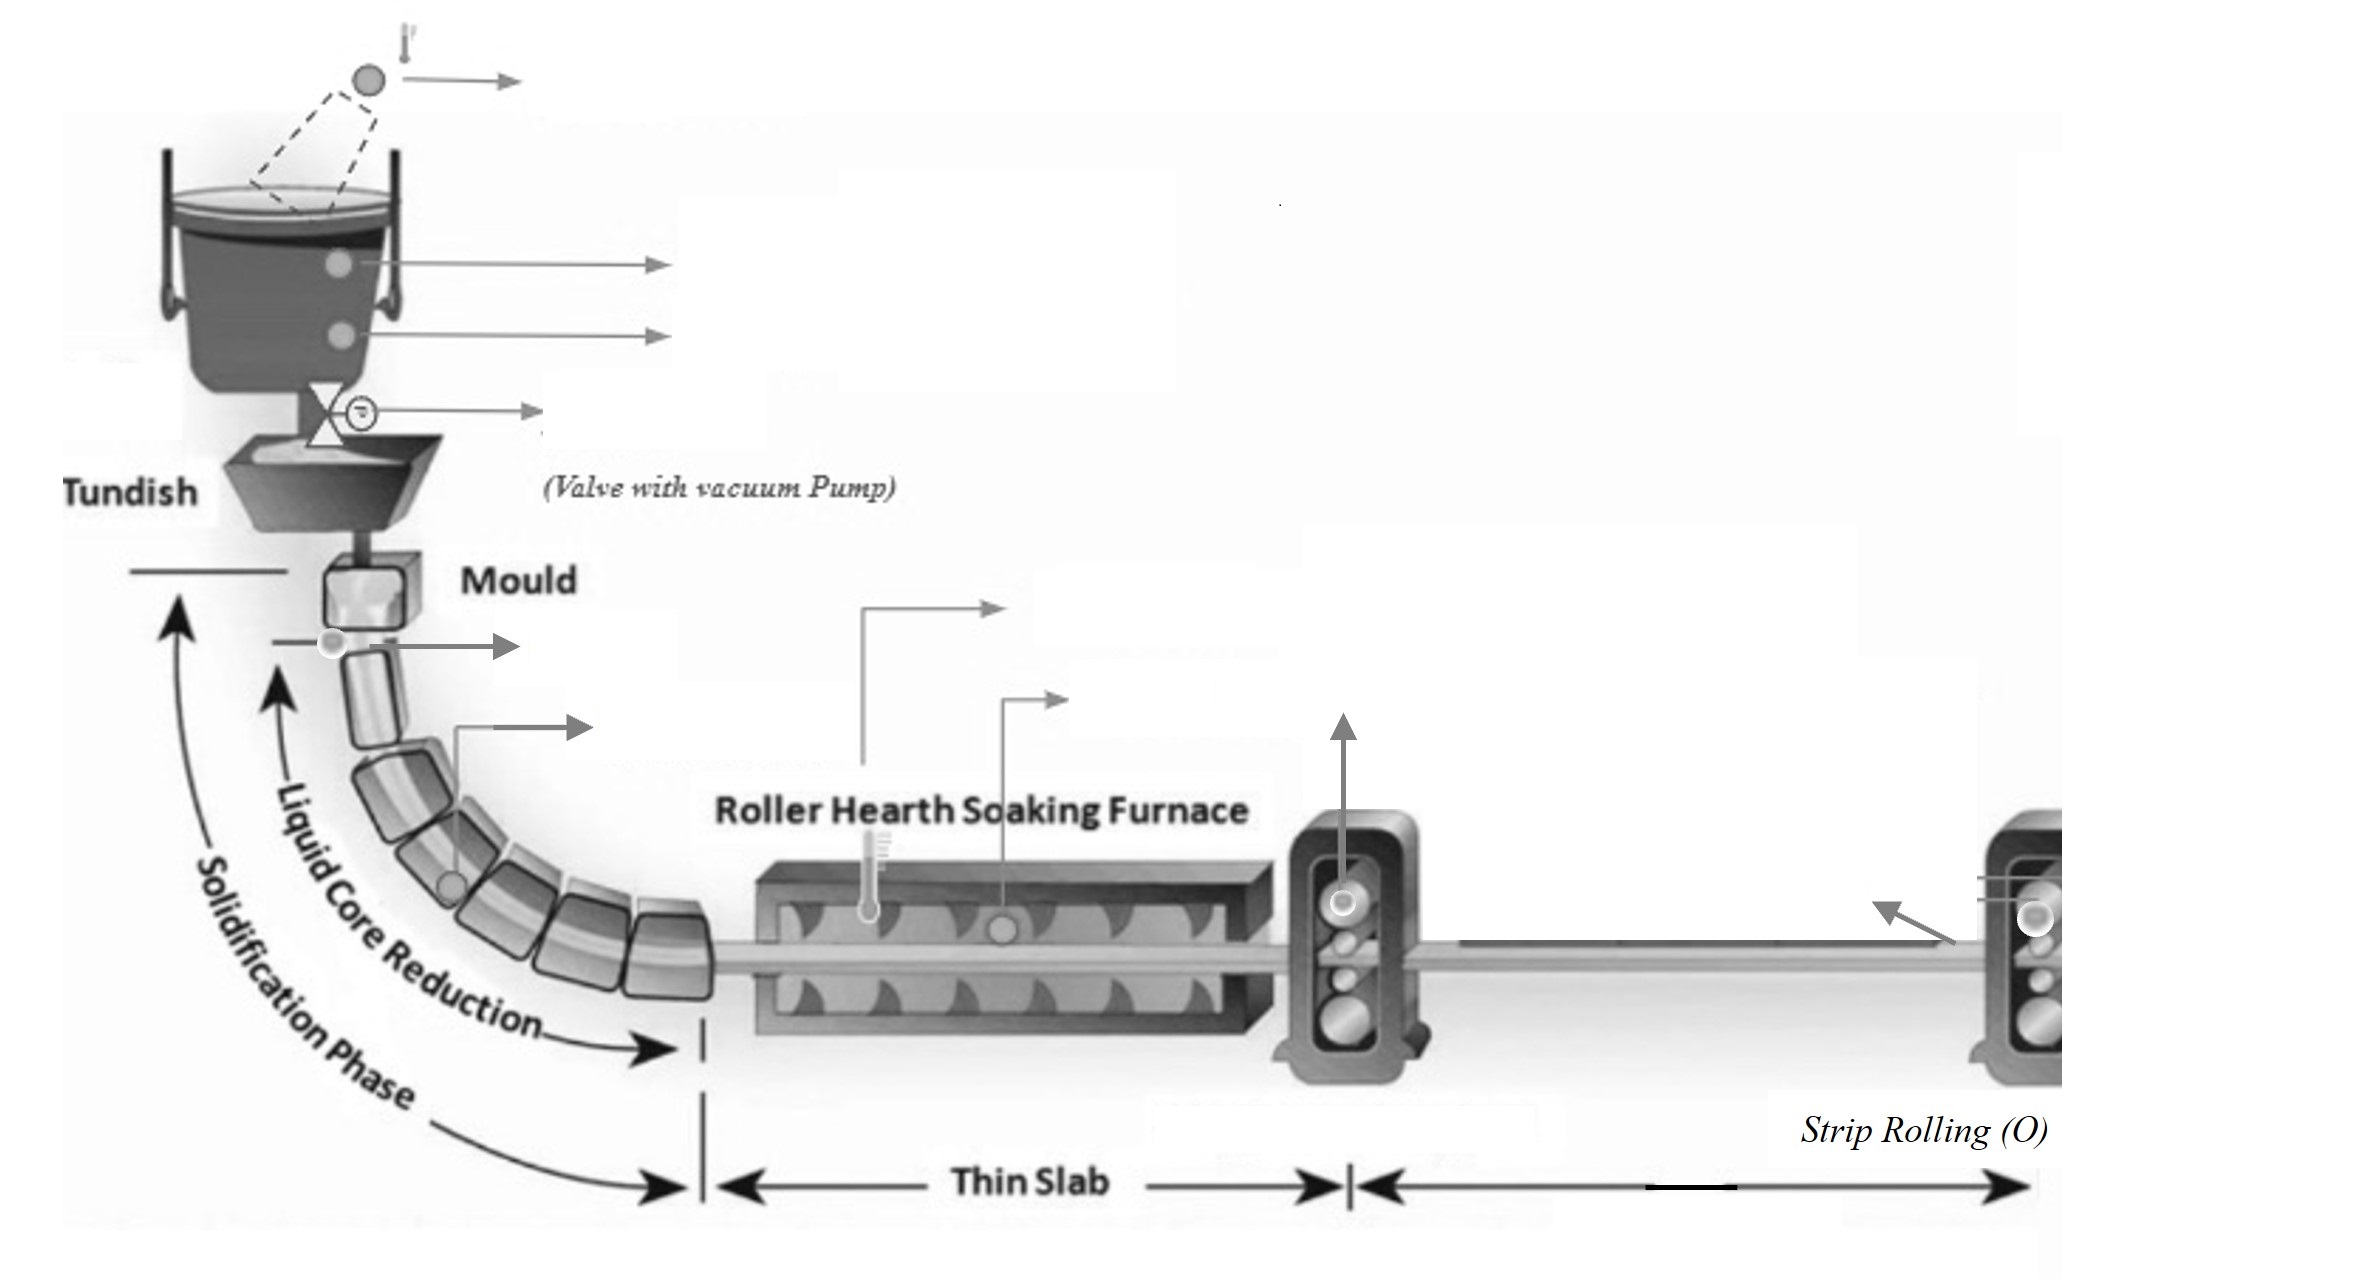 P
Tundish
(Valve with vacuum Pump)
Mould
Roller Hearth Soaking Furnace
Liquid Core Reduction
Solidification Phase
Strip Rolling (O)
Thin Slab